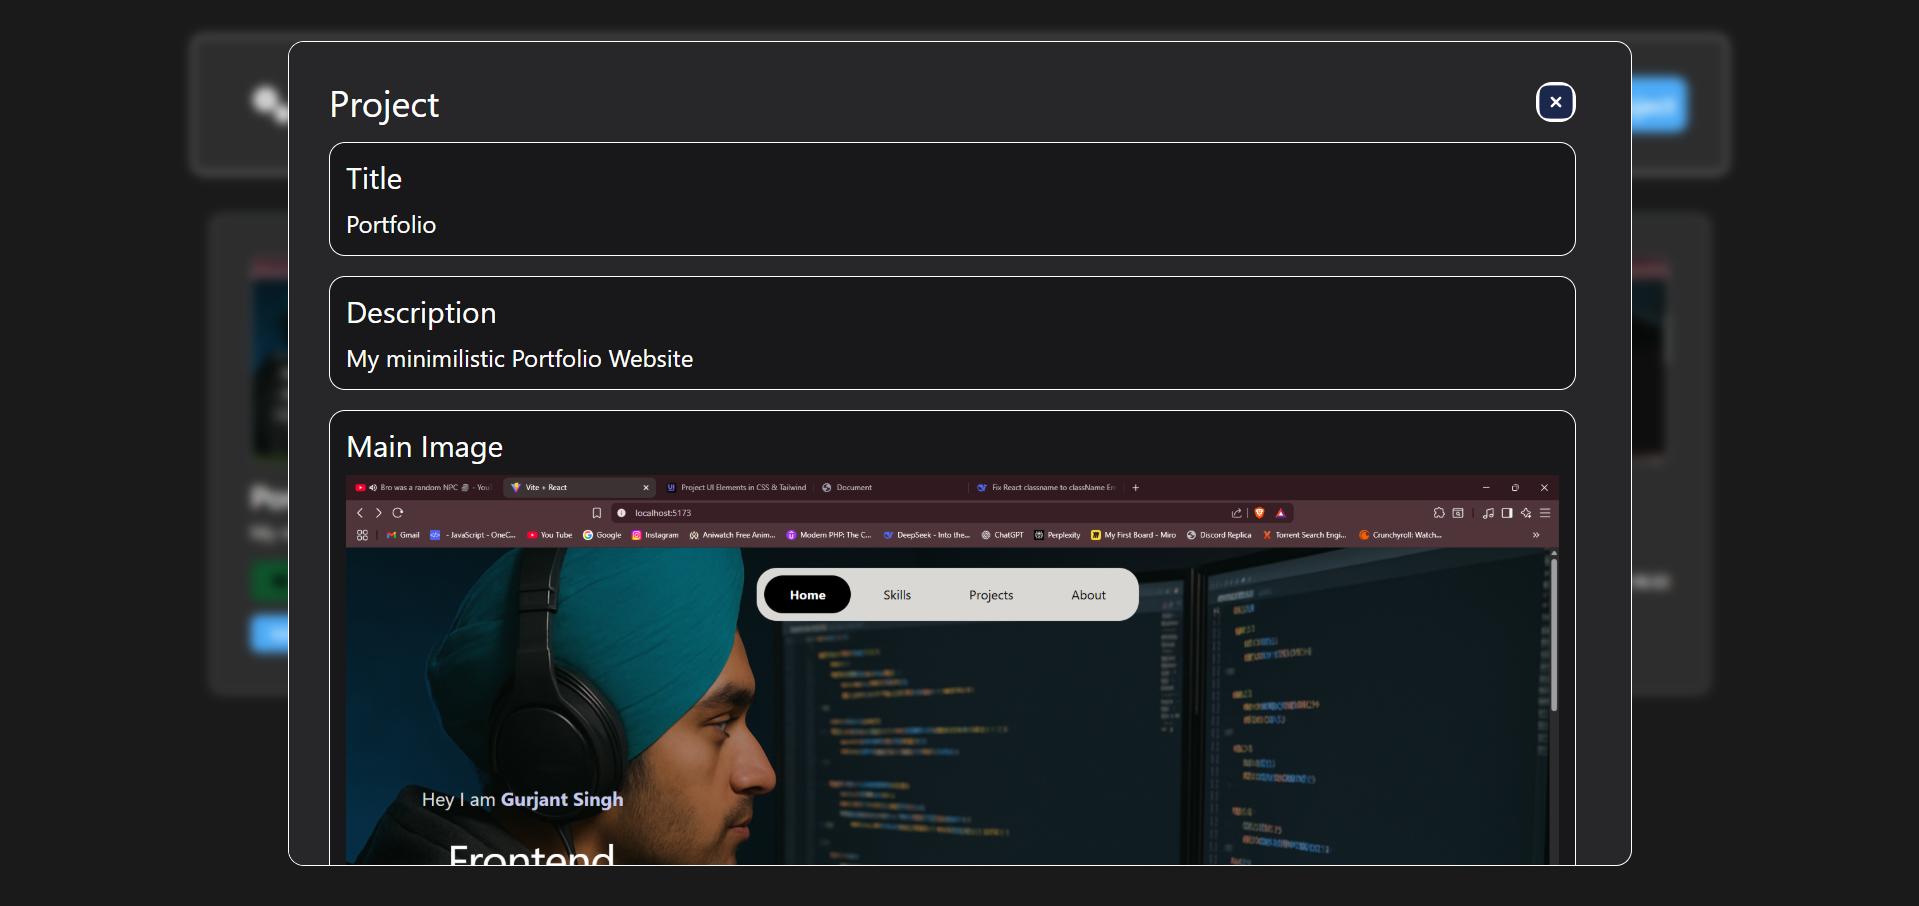 Project
Title
Portfolio
Description
My minimilistic Portfolio Website
Main Image
Bro was a random NPC - You
Vite + React
UI Project UI Elements in CSS & Tailwind
Document
Fix React classname to className Er
localhost:5173
Gmail
- JavaScript - OneC...
You Tube
Google
Instagram
Aniwatch Free Anim...
Modern PHP: The C...
DeepSeek - Into the...
ChatGPT
Perplexity
My First Board - Miro
Discord Replica
Torrent Search Engi...
Crunchyroll: Watch...
Home
Skills
Projects
About
Hey I am Gurjant Singh
Frontend